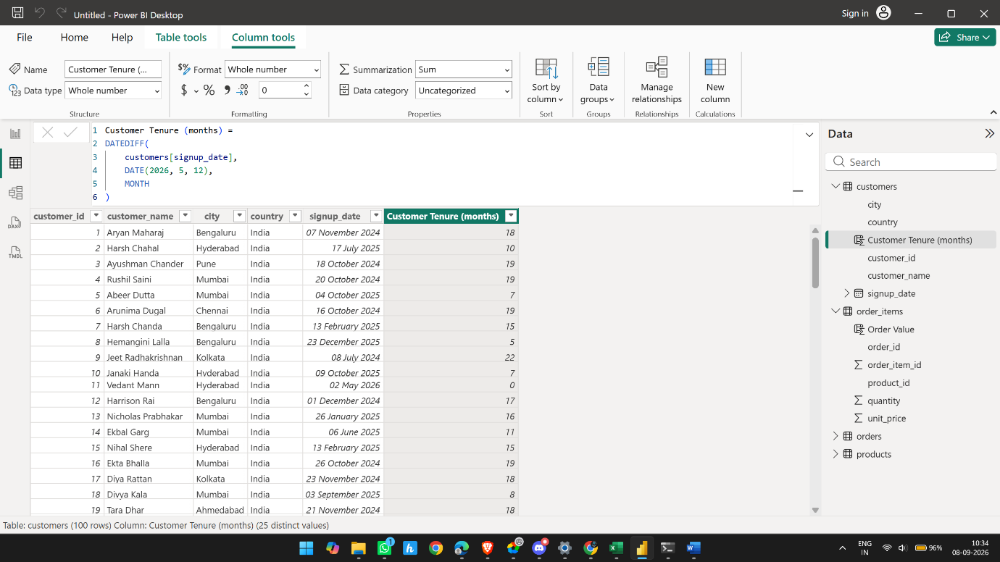 Untitled - Power BI Desktop
Sign in
File Home Help Table tools Column tools
Share
Name Customer Tenure (...
Data type Whole number
Structure
Format Whole number
$ % 9 .00 0
Formatting
Summarization Sum
Data category Uncategorized
Properties
Sort by
column
Sort
Data
groups
Groups
Manage
relationships
Relationships
New
column
Calculations
1 Customer Tenure (months) =
2 DATEDIFF(
3 customers[signup_date],
4 DATE(2026, 5, 12),
5 MONTH
6 )
customer_id customer_name city country signup_date Customer Tenure (months)
1 Aryan Maharaj Bengaluru India 07 November 2024 18
2 Harsh Chahal Hyderabad India 17 July 2025 10
3 Ayushman Chander Pune India 18 October 2024 19
4 Rushil Saini Mumbai India 20 October 2024 19
5 Abeer Dutta Mumbai India 04 October 2025 7
6 Arunima Dugal Chennai India 16 October 2024 19
7 Harsh Chanda Bengaluru India 13 February 2025 15
8 Hemangini Lalla Bengaluru India 23 December 2025 5
9 Jeet Radhakrishnan Kolkata India 08 July 2024 22
10 Janaki Handa Hyderabad India 09 October 2025 7
11 Vedant Mann Hyderabad India 02 May 2026 0
12 Harrison Rai Bengaluru India 01 December 2024 17
13 Nicholas Prabhakar Mumbai India 26 January 2025 16
14 Ekbal Garg Mumbai India 06 June 2025 11
15 Nihal Shere Hyderabad India 13 February 2025 15
16 Ekta Bhalla Mumbai India 26 October 2024 19
17 Diya Rattan Kolkata India 23 November 2024 18
18 Divya Kala Mumbai India 03 September 2025 8
19 Tara Dhar Ahmedabad India 21 November 2024 18
Data
Search
customers
city
country
Customer Tenure (months)
customer_id
customer_name
signup_date
order_items
Order Value
order_id
order_item_id
product_id
quantity
unit_price
orders
products
DAX
TMDL
Table: customers (100 rows) Column: Customer Tenure (months) (25 distinct values)
1
ENG
IN
96%
10:34
08-09-2026